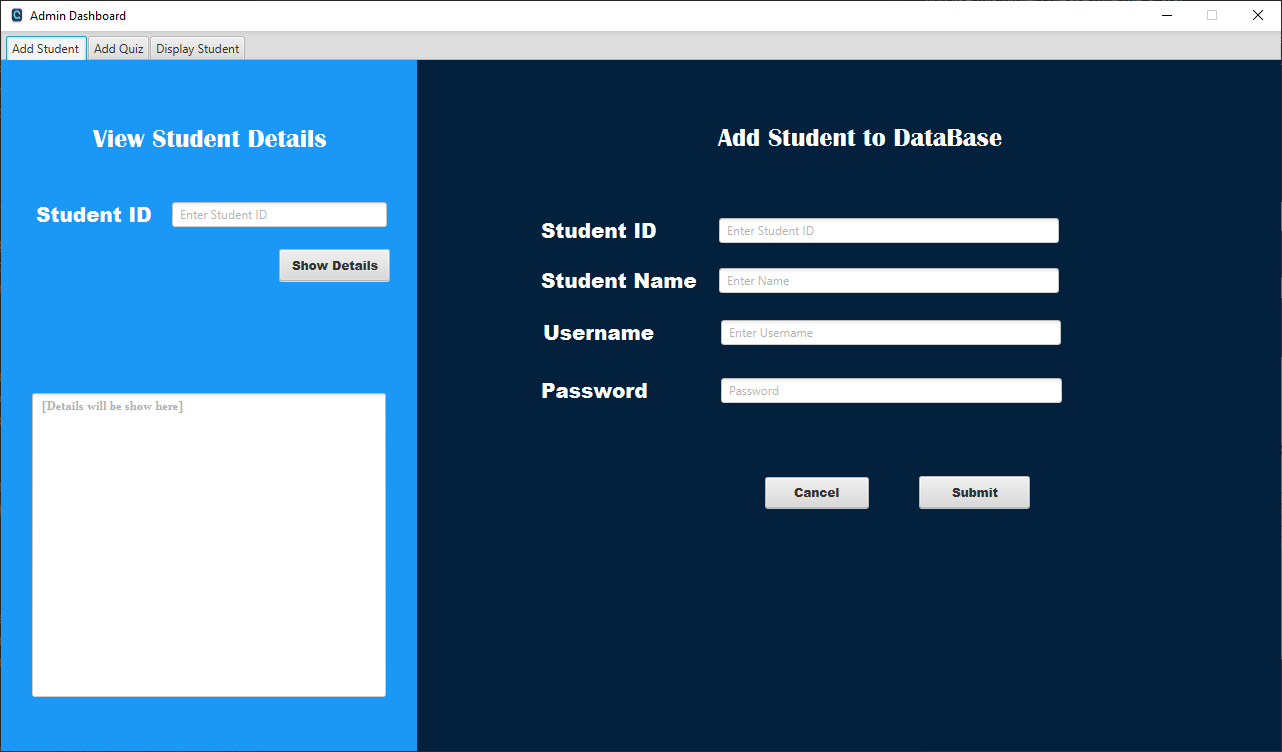 Admin Dashboard
Add Student Add Quiz Display Student
View Student Details
Student ID Enter Student ID
Show Details
[Details will be show here]
Add Student to DataBase
Student ID Enter Student ID
Student Name Enter Name
Username Enter Username
Password Password
Cancel Submit